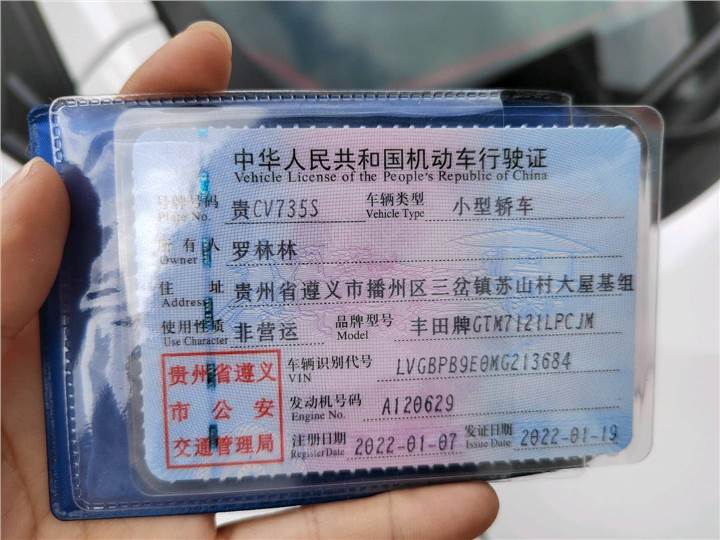 中华人民共和国机动车行驶证
Vehicle License of the People's Republic of China
号牌号码 贵CV735S 车辆类型 小型轿车
Plate No. Vehicle Type
所有人 罗林林
Owner
住址 贵州省遵义市播州区三岔镇苏山村大屋基组
Address
使用性质 非营运 品牌型号 丰田牌GTM7121LPCJM
Use Character Model
贵州省遵义
市公安
交通管理局
车辆识别代号 LVGBPB9E0MG213684
VIN
发动机号码 A120629
Engine No.
注册日期 2022-01-07 发证日期 2022-01-19
Register Date Issue Date